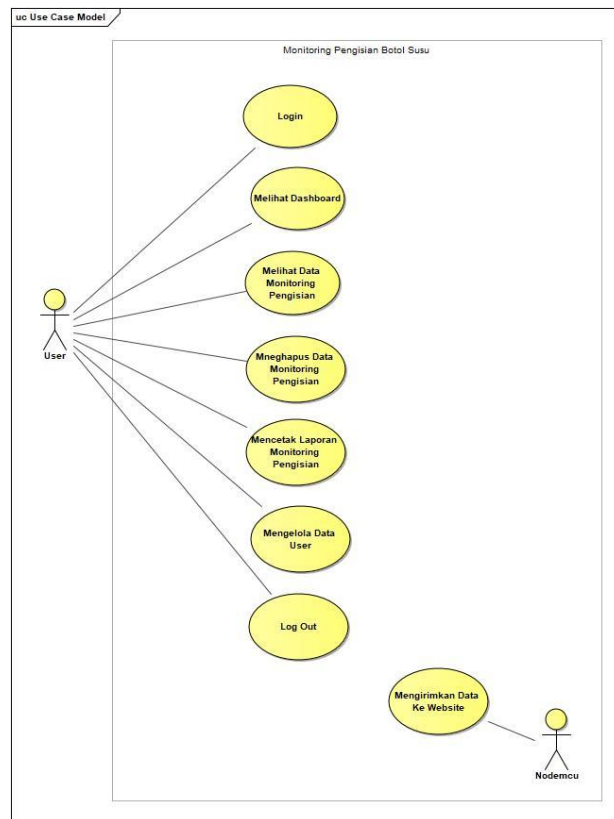 uc Use Case Model
Monitoring Pengisian Botol Susu
Login
Melihat Dashboard
Melihat Data
Monitoring
Pengisian
User
Mneghapus Data
Monitoring
Pengisian
Mencetak Laporan
Monitoring
Pengisian
Mengelola Data
User
Log Out
Mengirimkan Data
Ke Website
Nodemcu